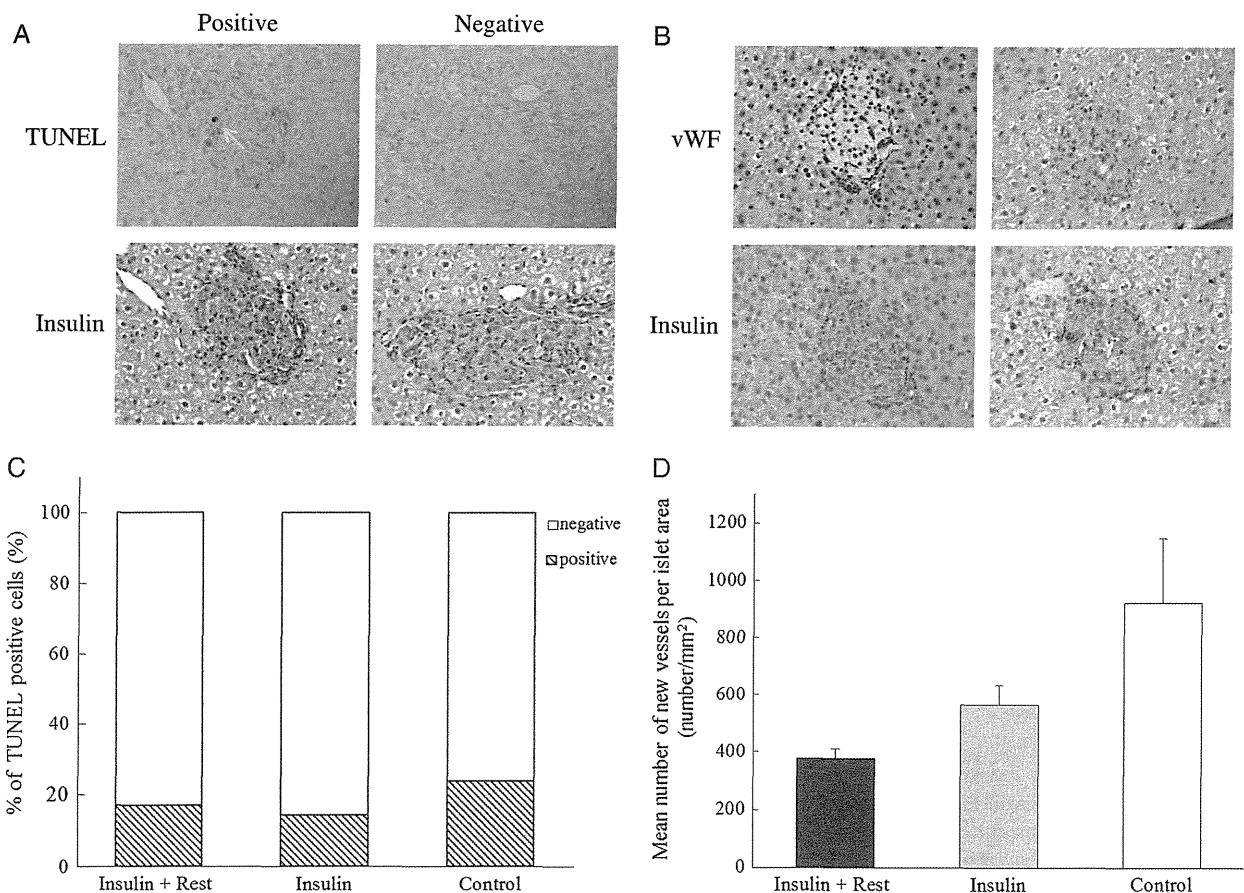 A
Positive
Negative
TUNEL
Insulin
B
vWF
Insulin
C
% of TUNEL positive cells (%)
100
80
60
40
20
0
negative
positive
Insulin + Rest
Insulin
Control
D
Mean number of new vessels per islet area
(number/mm²)
1200
1000
800
600
400
200
0
Insulin + Rest
Insulin
Control